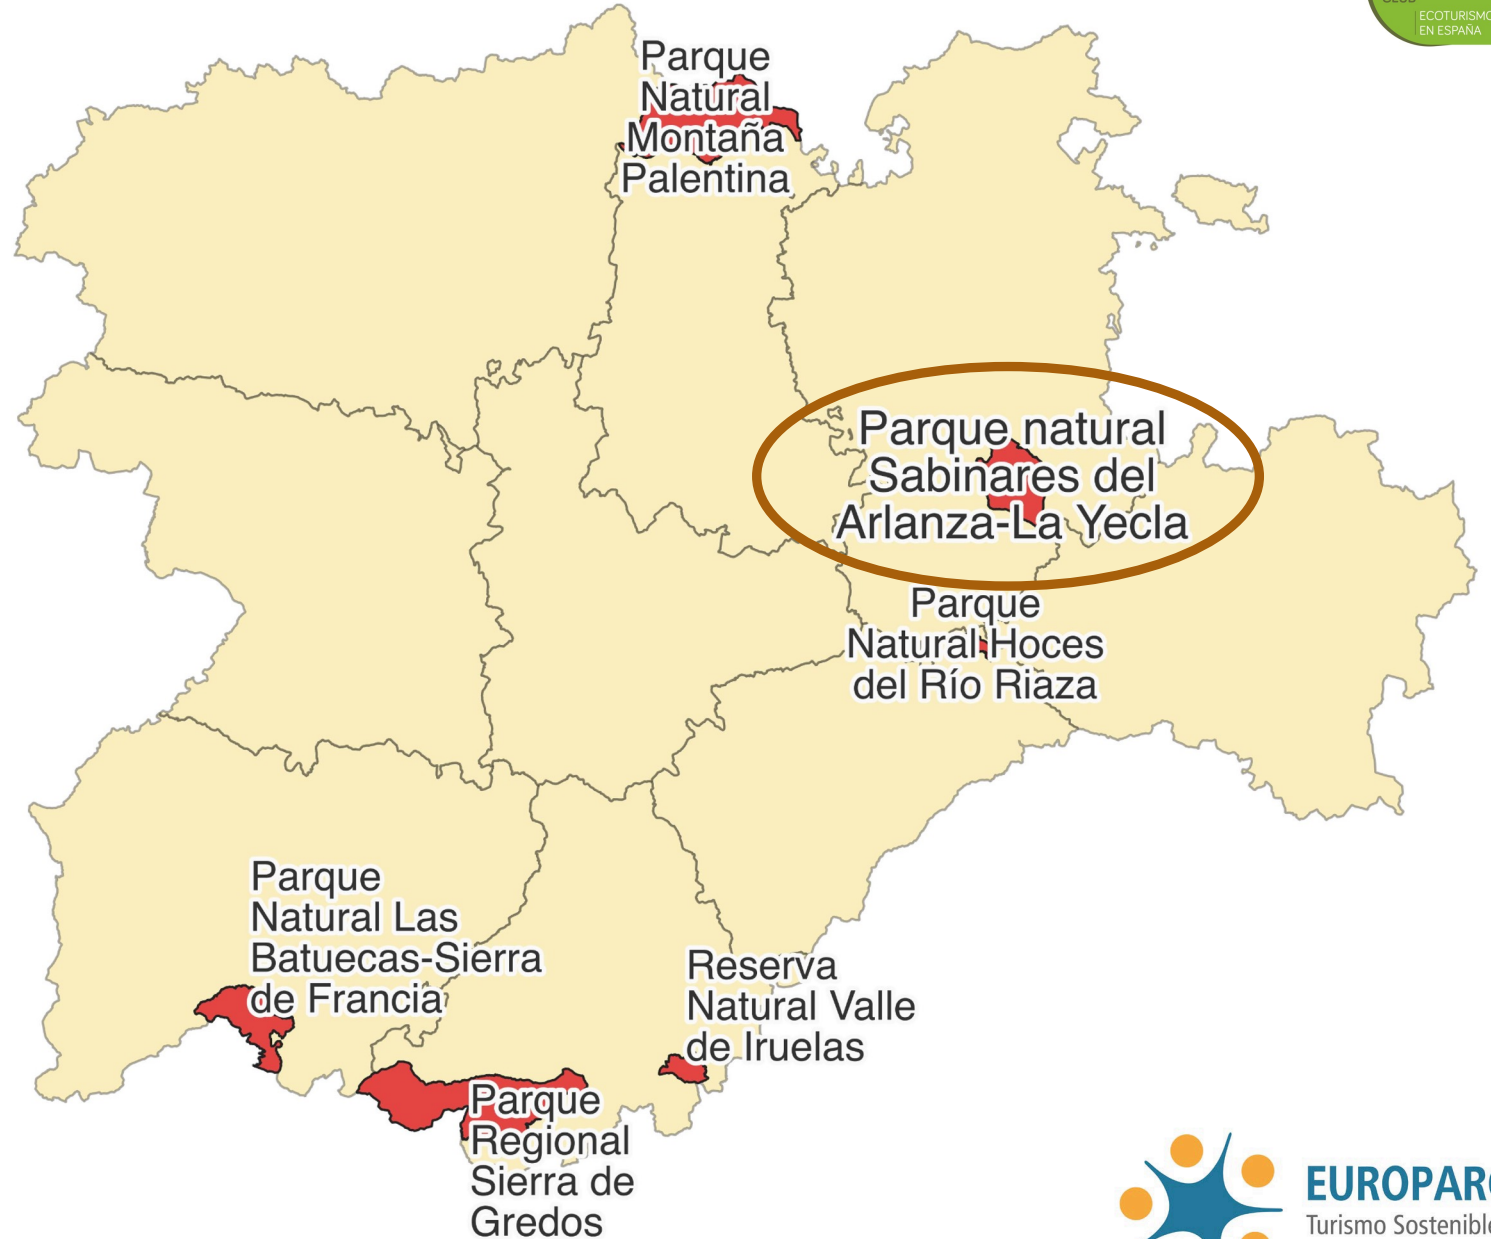 ECOTURISMO
EN ESPAÑA
Parque
Natural
Montaña
Palentina
Parque natural
Sabinares del
Arlanza-La Yecla
Parque
Natural Hoces
del Río Riaza
Parque
Natural Las
Batuecas-Sierra
de Francia
Reserva
Natural Valle
de Iruelas
Parque
Regional
Sierra de
Gredos
EUROPARC
Turismo Sostenible